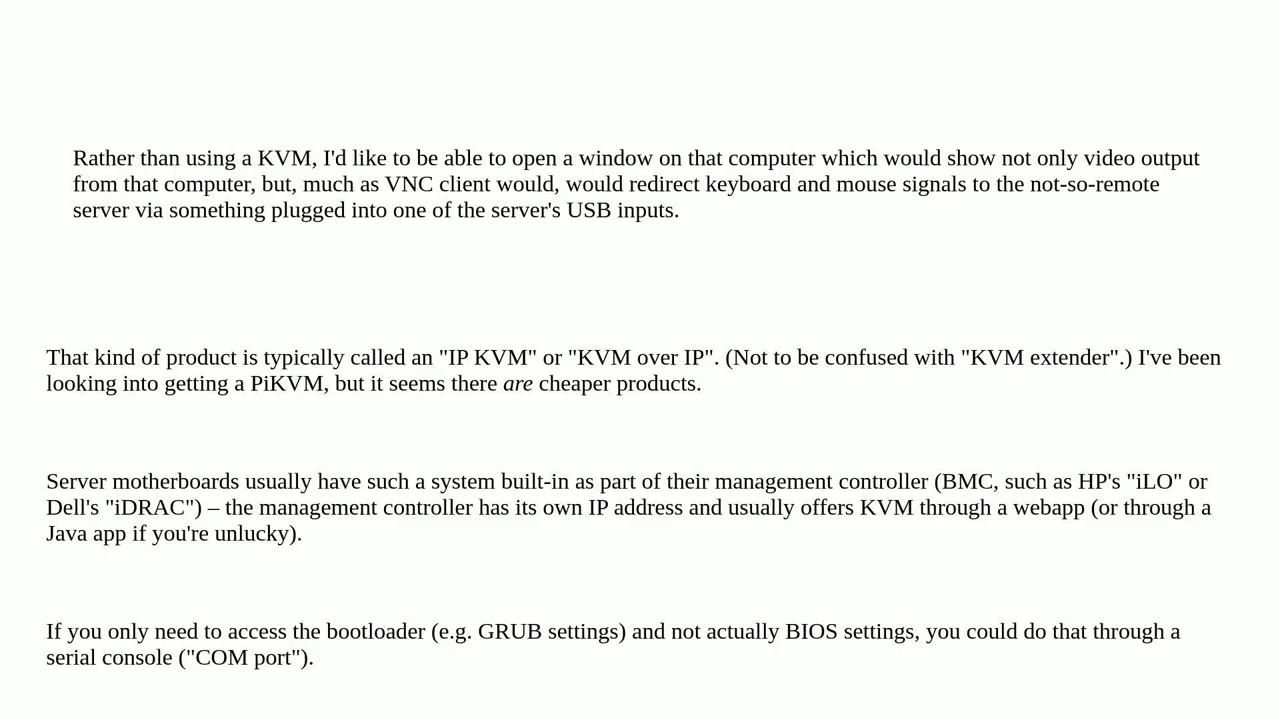 Rather than using a KVM, I'd like to be able to open a window on that computer which would show not only video output
from that computer, but, much as VNC client would, would redirect keyboard and mouse signals to the not-so-remote
server via something plugged into one of the server's USB inputs.
That kind of product is typically called an "IP KVM" or "KVM over IP". (Not to be confused with "KVM extender".) I've been
looking into getting a PiKVM, but it seems there are cheaper products.
Server motherboards usually have such a system built-in as part of their management controller (BMC, such as HP's "iLO" or
Dell's "iDRAC") – the management controller has its own IP address and usually offers KVM through a webapp (or through a
Java app if you're unlucky).
If you only need to access the bootloader (e.g. GRUB settings) and not actually BIOS settings, you could do that through a
serial console ("COM port").